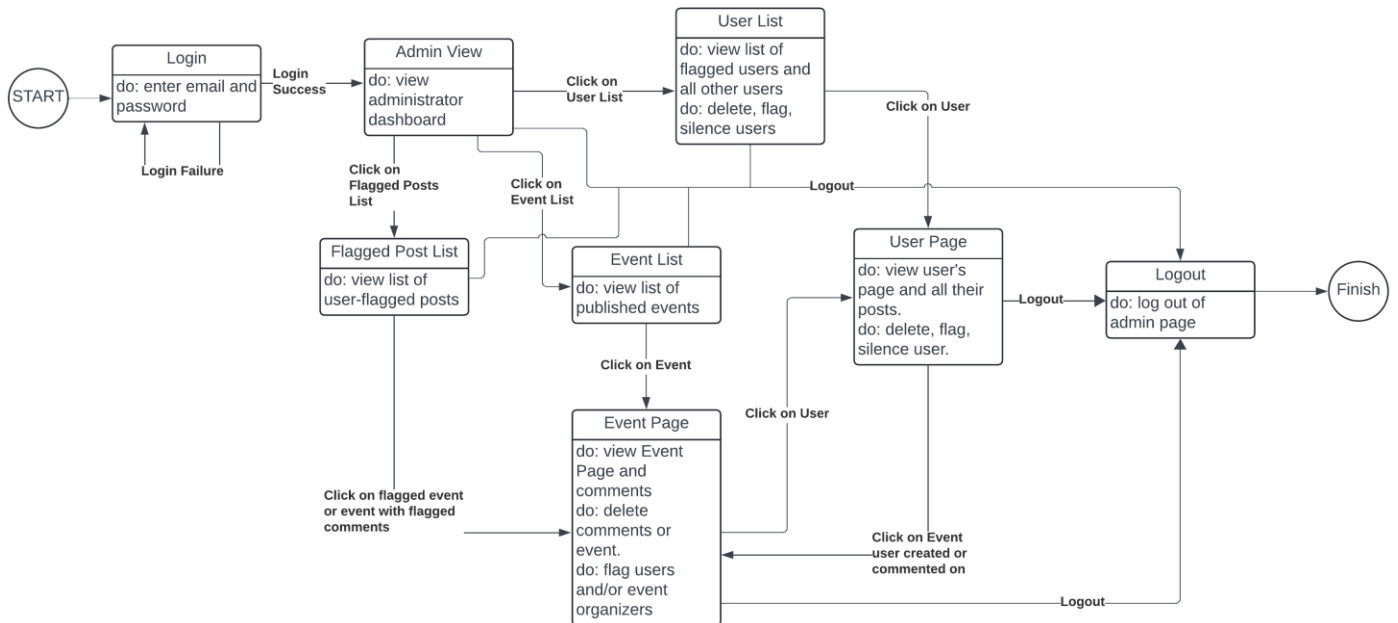 START
Login
do: enter email and
password
Login Failure
Login
Success
Admin View
do: view
administrator
dashboard
Click on
User List
User List
do: view list of
flagged users and
all other users
do: delete, flag,
silence users
Click on User
Click on
Flagged Posts
List
Click on
Event List
Logout
Flagged Post List
do: view list of
user-flagged posts
Event List
do: view list of
published events
User Page
do: view user's
page and all their
posts.
do: delete, flag,
silence user.
Logout
Logout
do: log out of
admin page
Finish
Click on Event
Click on User
Event Page
do: view Event
Page and
comments
do: delete
comments or
event.
do: flag users
and/or event
organizers
Click on flagged event
or event with flagged
comments
Click on Event
user created or
commented on
Logout